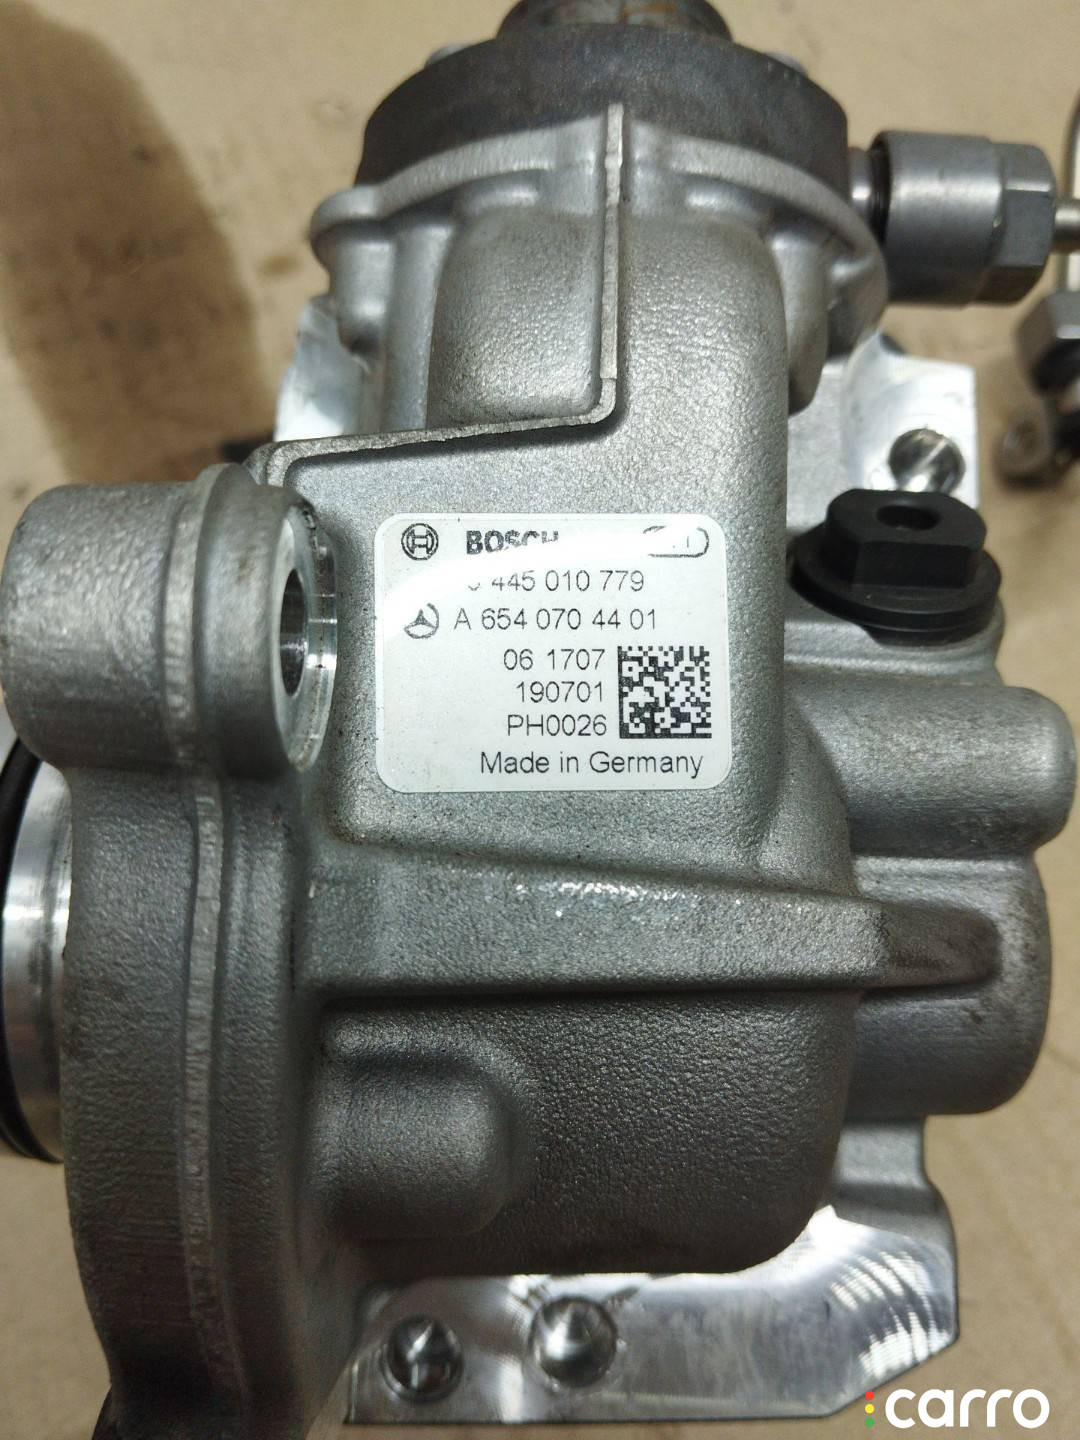 BOSCH
445 010 779
A 654 070 44 01
06 1707
190701
PH0026
Made in Germany
carro